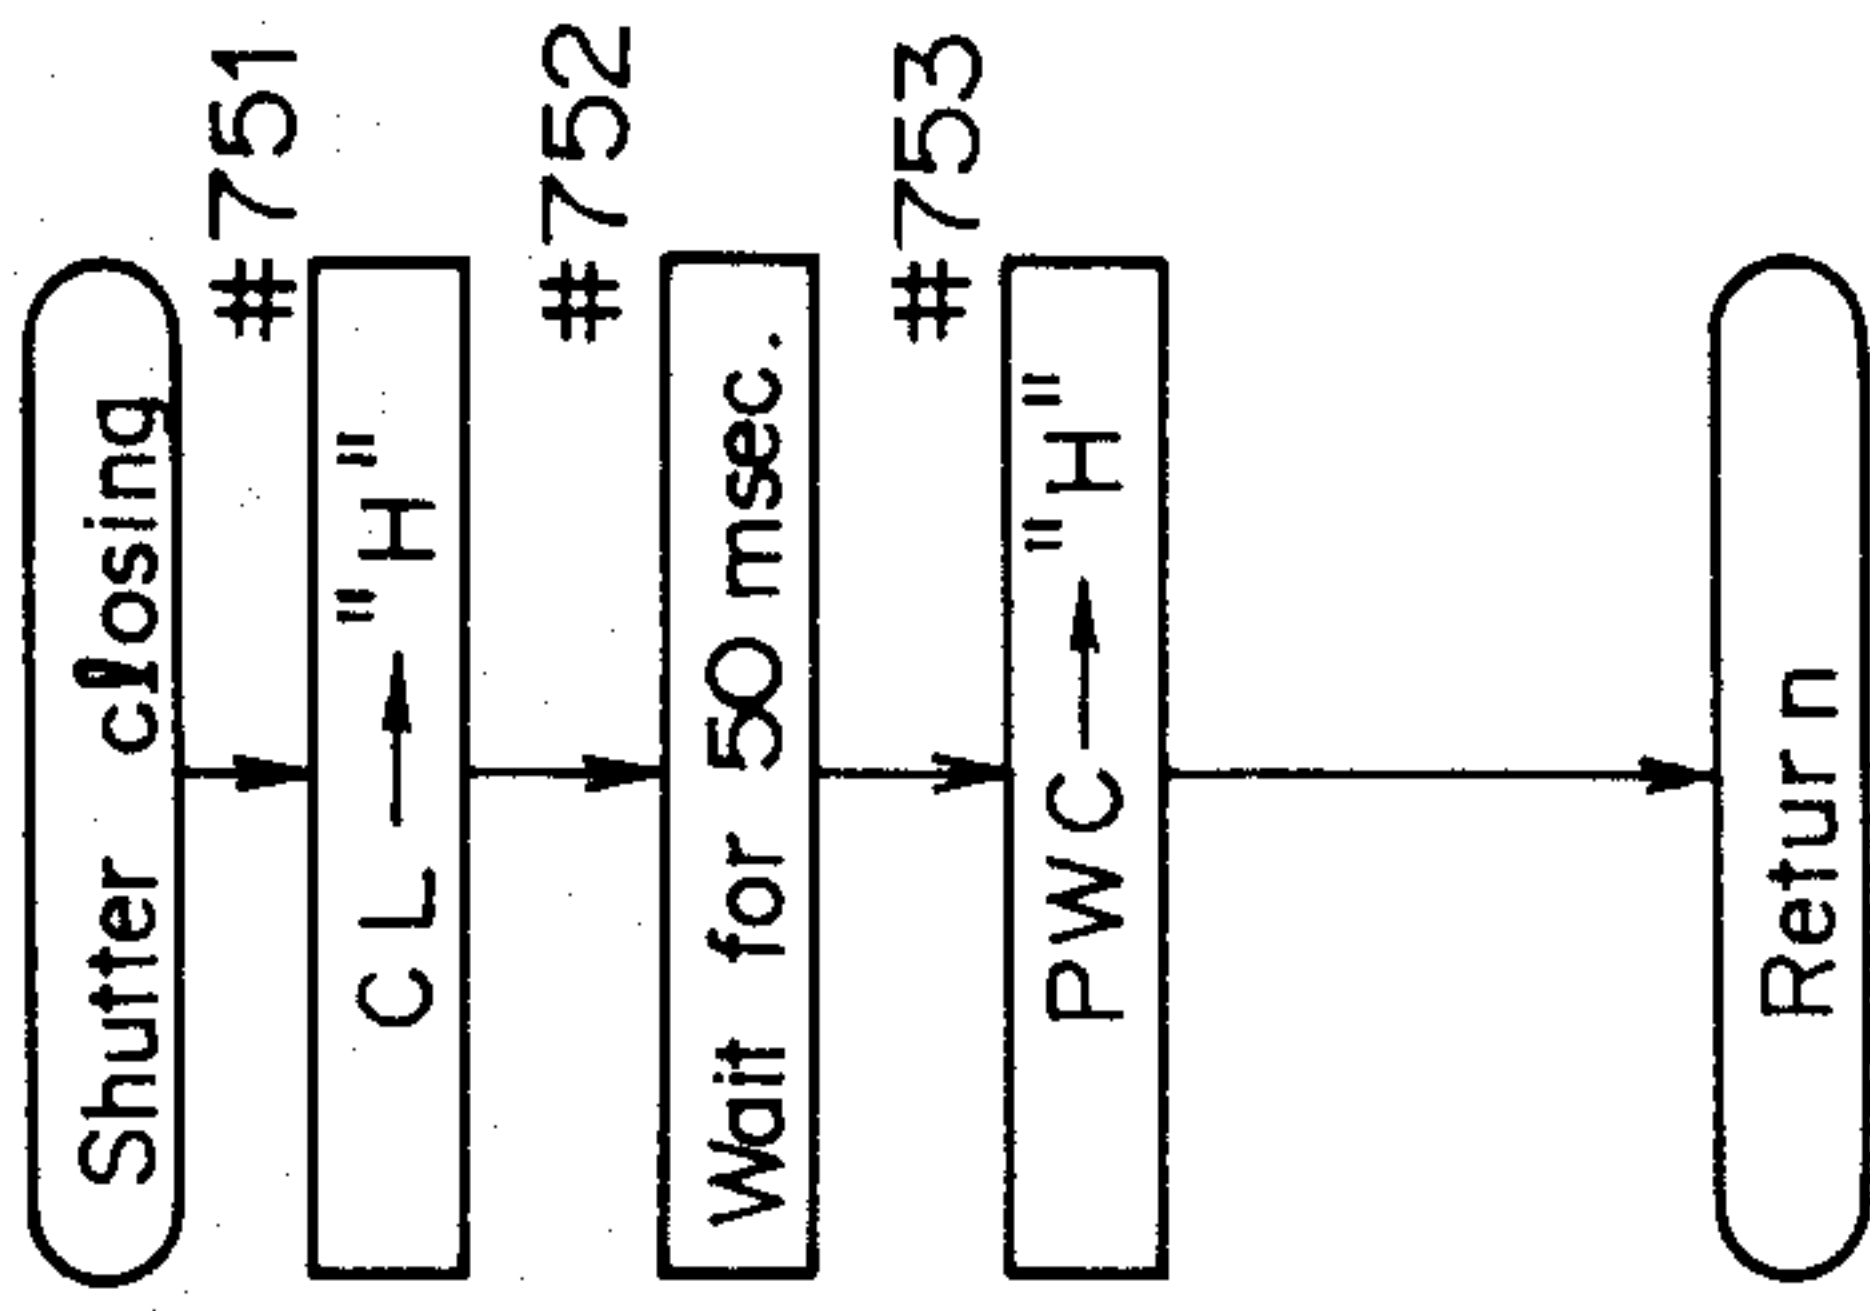 Shutter closing
#751
CL → "H"
#752
Wait for 50 msec.
#753
PWC → "H"
Return